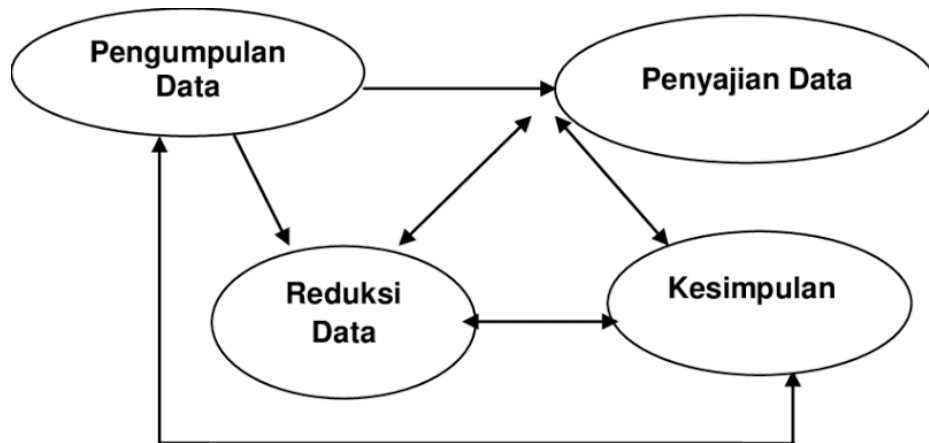 Pengumpulan
Data
Penyajian Data
Reduksi
Data
Kesimpulan